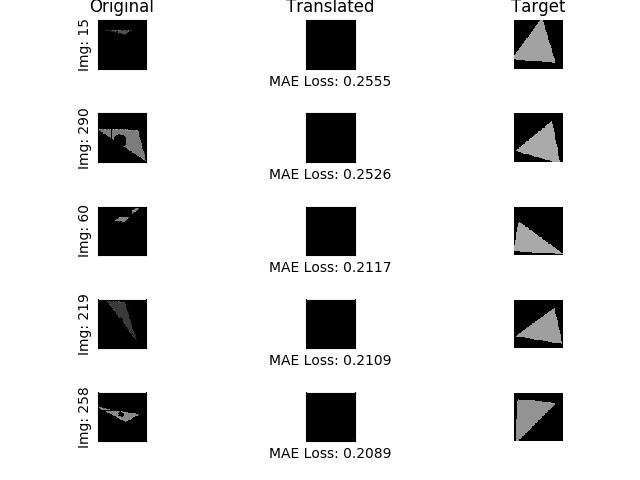 Original Translated Target
Img: 15
MAE Loss: 0.2555
Img: 290
MAE Loss: 0.2526
Img: 60
MAE Loss: 0.2117
Img: 219
MAE Loss: 0.2109
Img: 258
MAE Loss: 0.2089